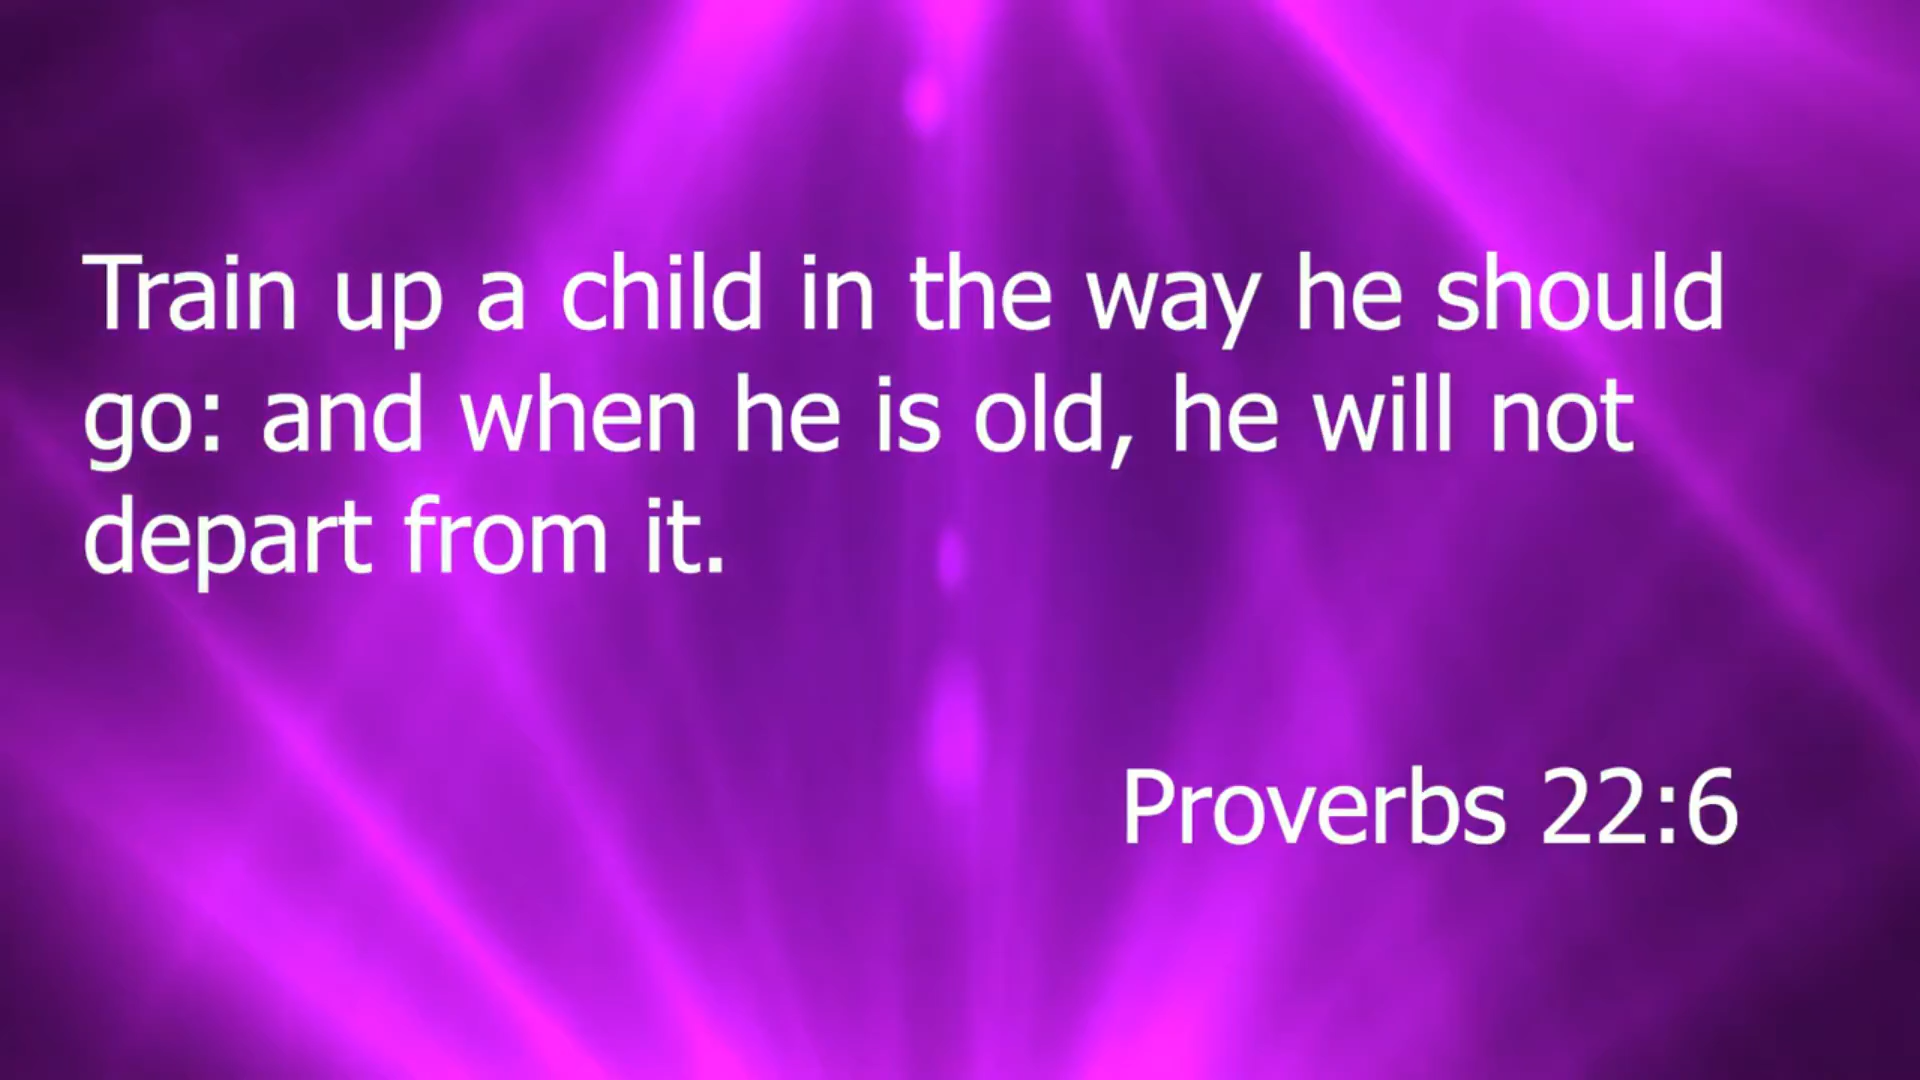 Train up a child in the way he should
go: and when he is old, he will not
depart from it.
Proverbs 22:6